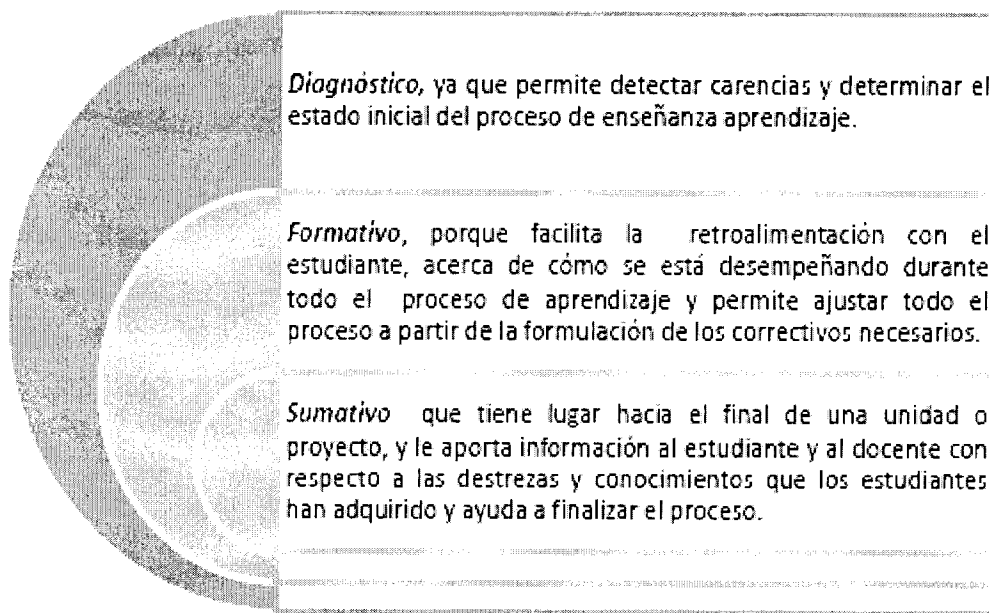 Diagnóstico, ya que permite detectar carencias y determinar el
estado inicial del proceso de enseñanza aprendizaje.
Formativo, porque facilita la retroalimentación con el
estudiante, acerca de cómo se está desempeñando durante
todo el proceso de aprendizaje y permite ajustar todo el
proceso a partir de la formulación de los correctivos necesarios.
Sumativo que tiene lugar hacia el final de una unidad o
proyecto, y le aporta información al estudiante y al docente con
respecto a las destrezas y conocimientos que los estudiantes
han adquirido y ayuda a finalizar el proceso.